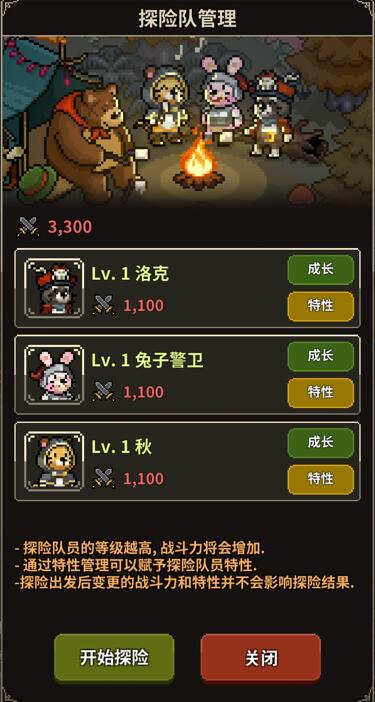 探险队管理
3,300
Lv. 1 洛克
成长
1,100
特性
Lv. 1 兔子警卫
成长
1,100
特性
Lv. 1 秋
成长
1,100
特性
- 探险队员的等级越高, 战斗力将会增加.
- 通过特性管理可以赋予探险队员特性.
-探险出发后变更的战斗力和特性并不会影响探险结果.
开始探险
关闭